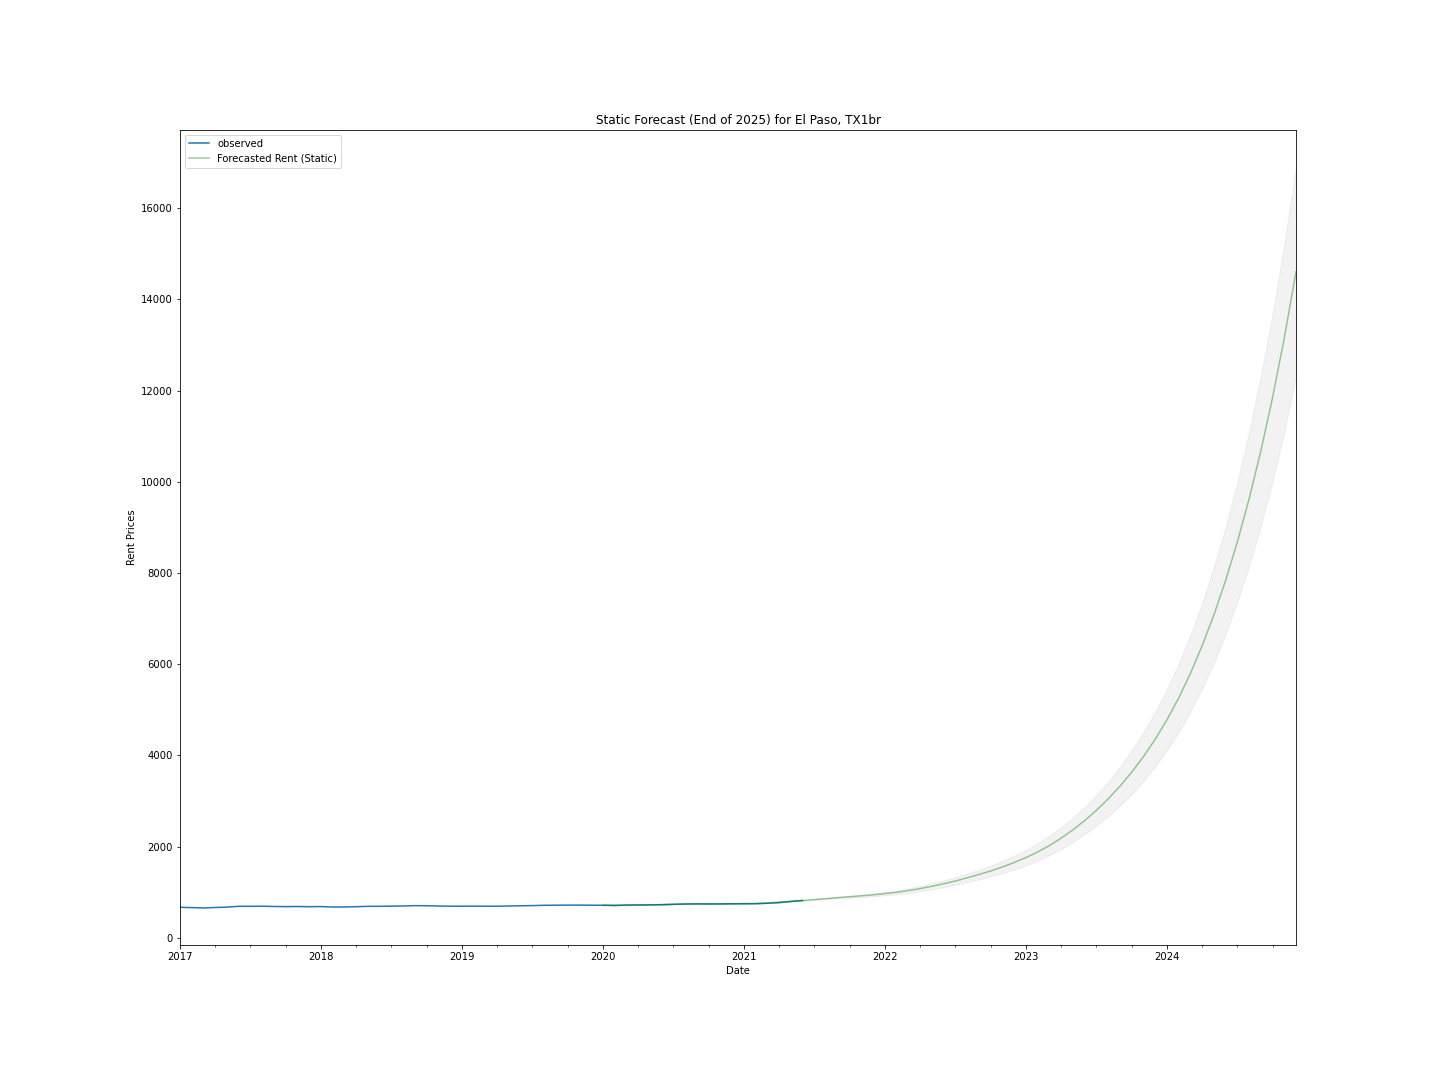 Static Forecast (End of 2025) for El Paso, TX1br
observed
Forecasted Rent (Static)
16000
14000
12000
10000
8000
6000
4000
2000
0
Rent Prices
2017 2018 2019 2020 2021 2022 2023 2024
Date